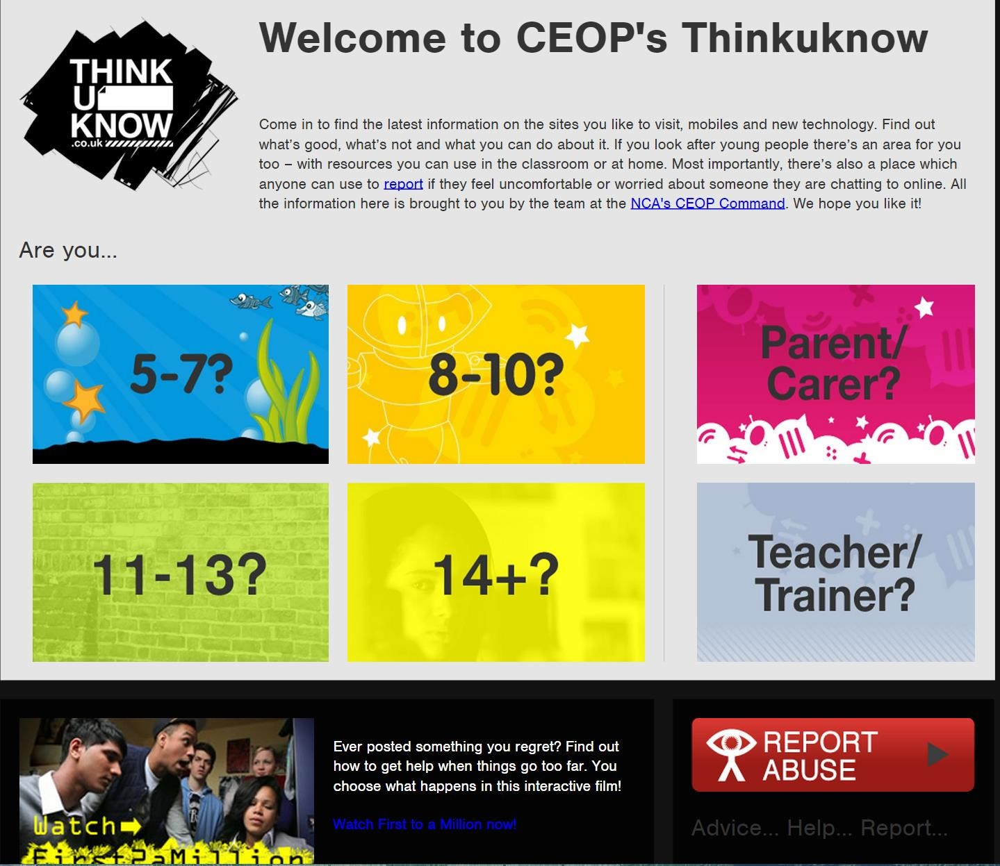 THINK
U
KNOW
.co.uk
Welcome to CEOP's Thinkuknow
Come in to find the latest information on the sites you like to visit, mobiles and new technology. Find out
what’s good, what’s not and what you can do about it. If you look after young people there’s an area for you
too – with resources you can use in the classroom or at home. Most importantly, there’s also a place which
anyone can use to report if they feel uncomfortable or worried about someone they are chatting to online. All
the information here is brought to you by the team at the NCA's CEOP Command. We hope you like it!
Are you...
5-7?
8-10?
Parent/
Carer?
11-13?
14+?
Teacher/
Trainer?
Watch
First2aMillion
Ever posted something you regret? Find out
how to get help when things go too far. You
choose what happens in this interactive film!
Watch First to a Million now!
REPORT
ABUSE
Advice... Help... Report...